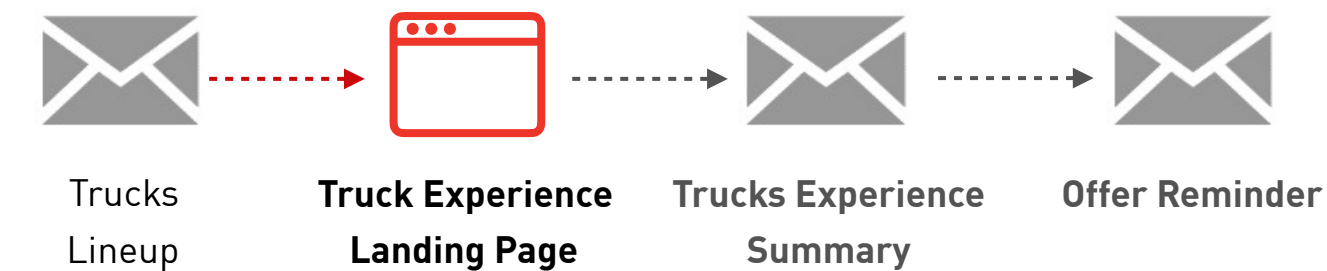 Trucks
Lineup
Truck Experience
Landing Page
Trucks Experience
Summary
Offer Reminder